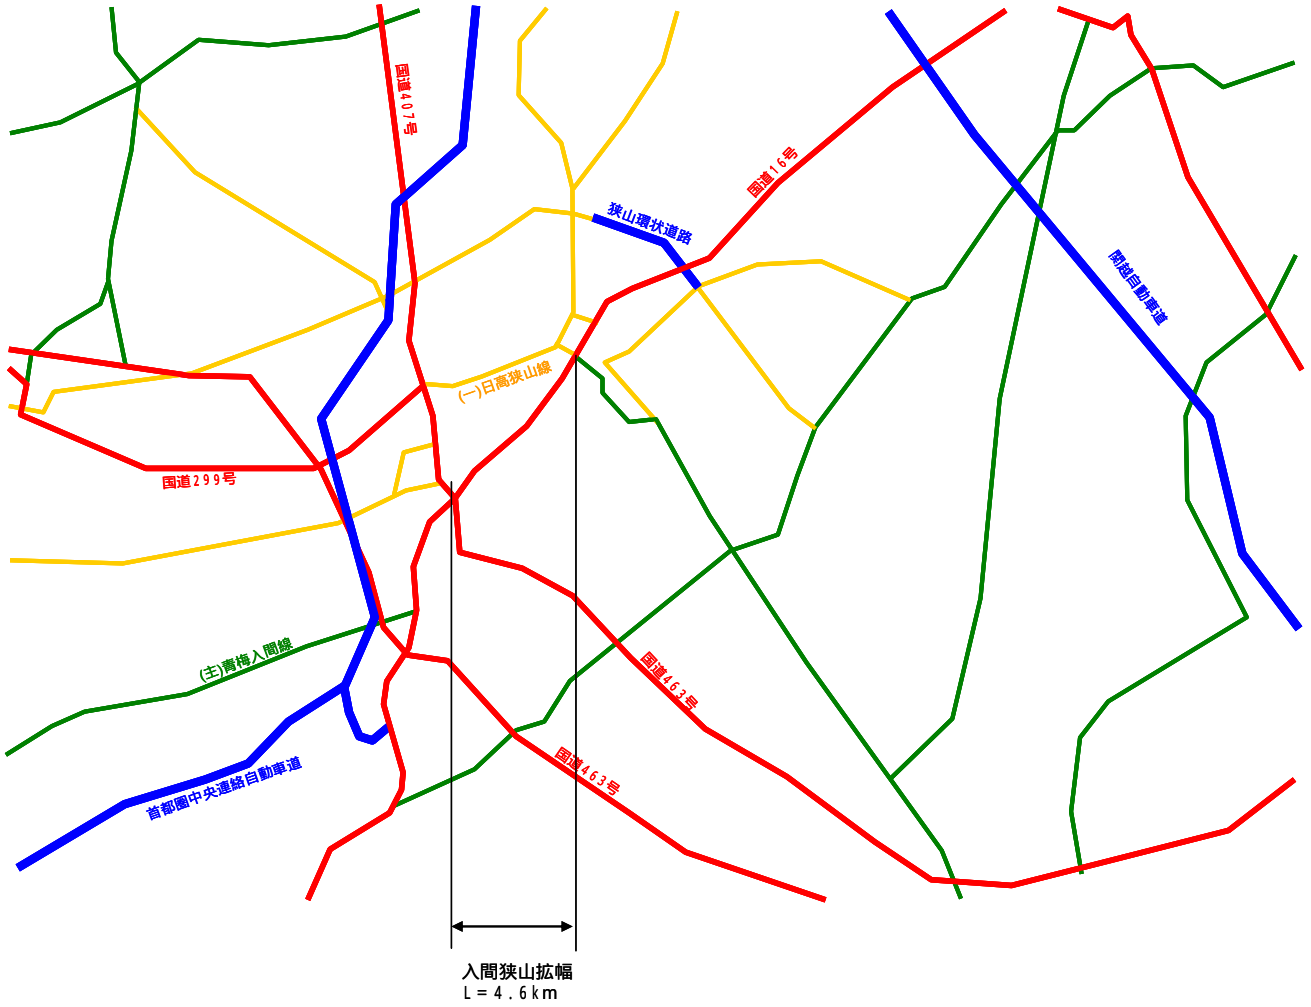 国道407号
国道16号
狭山環状道路
関越自動車道
(一)日高狭山線
国道299号
(主)青梅入間線
国道463号
国道463号
首都圏中央連絡自動車道
入間狭山拡幅
L=4.6km